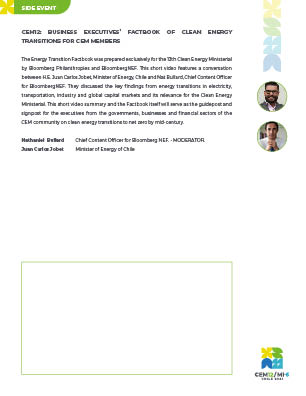 SIDE EVENT
CEM12: BUSINESS EXECUTIVES' FACTBOOK OF CLEAN ENERGY
TRANSITIONS FOR CEM MEMBERS
The Energy Transition Factbook was prepared exclusively for the 12th Clean Energy Ministerial
by Bloomberg Philanthropies and BloombergNEF. This short video features a conversation
between H.E. Juan Carlos Jobet, Minister of Energy, Chile and Nat Bullard, Chief Content Officer
for BloombergNEF. They discussed the key findings from energy transitions in electricity,
transportation, industry and global capital markets and its relevance for the Clean Energy
Ministerial. This short video summary and the Factbook itself will serve as the guidepost and
signpost for the executives from the governments, businesses and financial sectors of the
CEM community on clean energy transitions to net zero by mid-century.
Nathaniel Bullard Chief Content Officer for Bloomberg NEF. - MODERATOR
Juan Carlos Jobet Minister of Energy of Chile
CEM12/MI-6
CHILE 2021